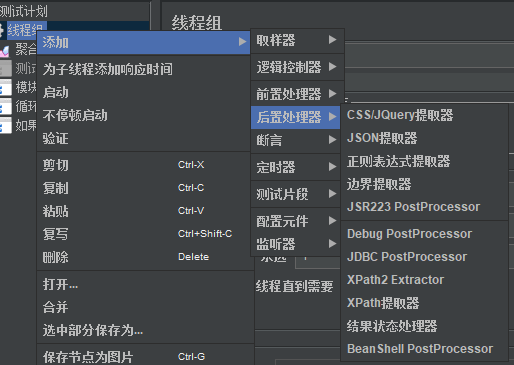 测试计划
线程组
聚合
测试
模块
循环
如果
线程组
添加
为子线程添加响应时间
启动
不停顿启动
验证
剪切 Ctrl-X
复制 Ctrl-C
粘贴 Ctrl-V
复写 Ctrl+Shift-C
删除 Delete
打开...
合并
选中部分保存为...
保存节点为图片 Ctrl-G
取样器
逻辑控制器
前置处理器
后置处理器
断言
定时器
测试片段
配置元件
监听器
线程直到需要
CSS/JQuery提取器
JSON提取器
正则表达式提取器
边界提取器
JSR223 PostProcessor
Debug PostProcessor
JDBC PostProcessor
XPath2 Extractor
XPath提取器
结果状态处理器
BeanShell PostProcessor